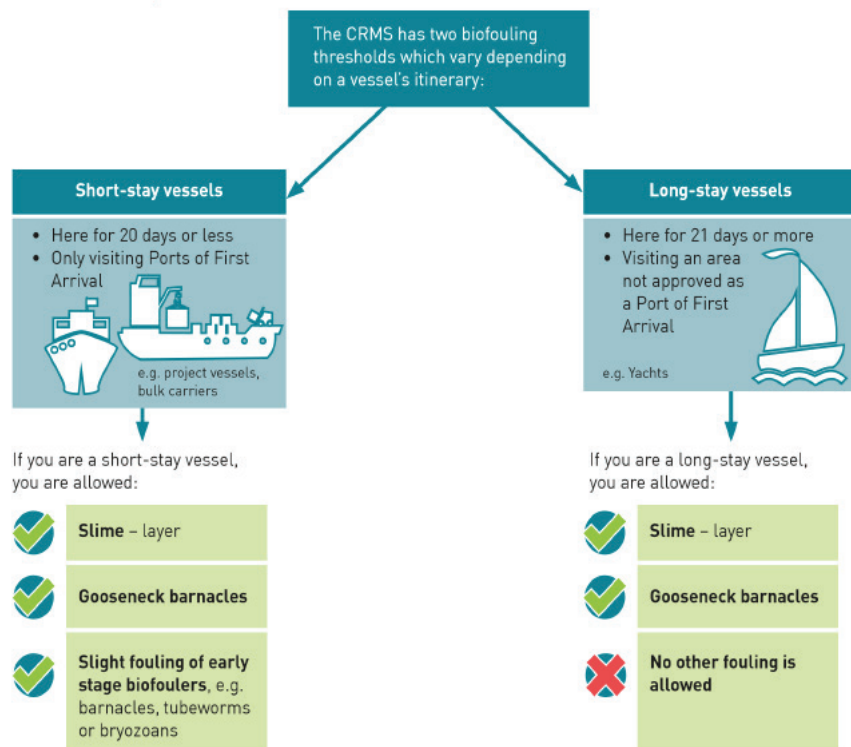 The CRMS has two biofouling
thresholds which vary depending
on a vessel's itinerary:
Short-stay vessels
• Here for 20 days or less
• Only visiting Ports of First
Arrival
e.g. project vessels,
bulk carriers
If you are a short-stay vessel,
you are allowed:
Slime – layer
Gooseneck barnacles
Slight fouling of early
stage biofoulers, e.g.
barnacles, tubeworms
or bryozoans
Long-stay vessels
• Here for 21 days or more
• Visiting an area
not approved as
a Port of First
Arrival
e.g. Yachts
If you are a long-stay vessel,
you are allowed:
Slime – layer
Gooseneck barnacles
No other fouling is
allowed